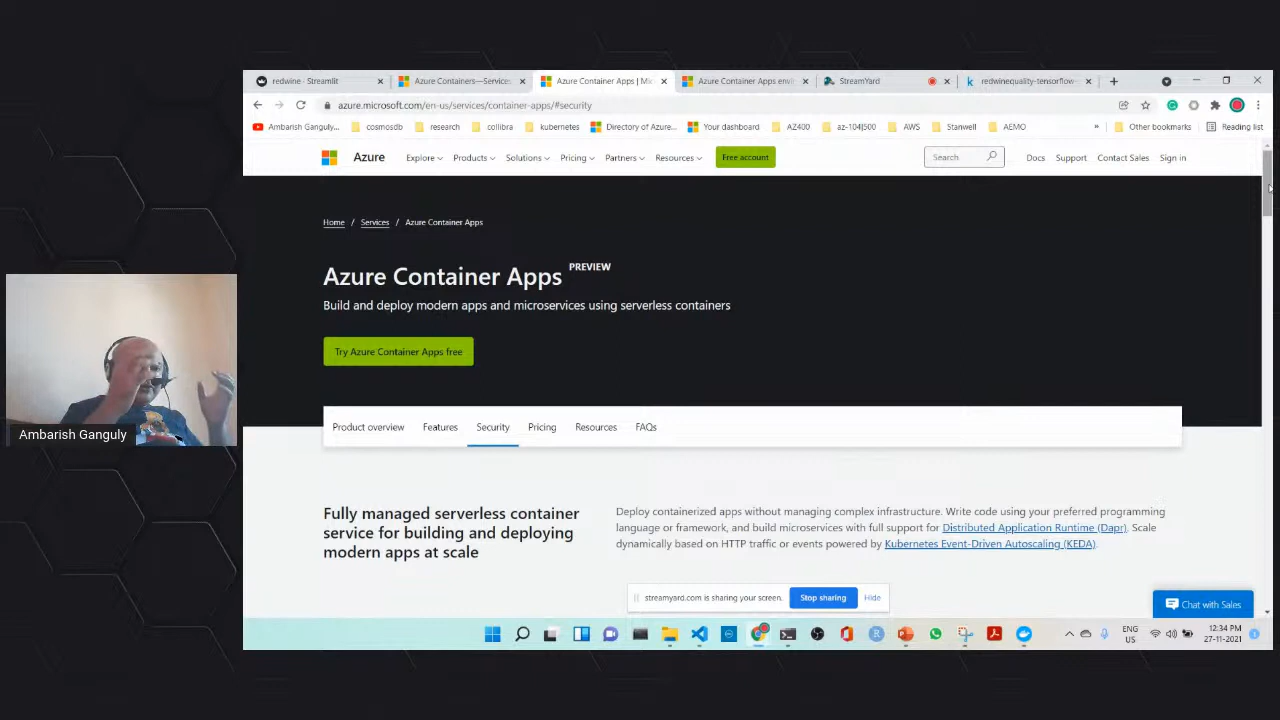 redwine · Streamlit
Azure Containers—Services
Azure Container Apps | Mic
Azure Container Apps envi
StreamYard
redwinequality-tensorflow-
azure.microsoft.com/en-us/services/container-apps/#security
Ambarish Ganguly...
cosmosdb
research
collibra
kubernetes
Directory of Azure...
Your dashboard
AZ400
az-104|500
AWS
Stanwell
AEMO
»
Other bookmarks
Reading list
Azure
Explore
Products
Solutions
Pricing
Partners
Resources
Free account
Search
Docs
Support
Contact Sales
Sign in
Home / Services / Azure Container Apps
Azure Container Apps PREVIEW
Build and deploy modern apps and microservices using serverless containers
Try Azure Container Apps free
Product overview
Features
Security
Pricing
Resources
FAQs
Fully managed serverless container
service for building and deploying
modern apps at scale
Deploy containerized apps without managing complex infrastructure. Write code using your preferred programming
language or framework, and build microservices with full support for Distributed Application Runtime (Dapr). Scale
dynamically based on HTTP traffic or events powered by Kubernetes Event-Driven Autoscaling (KEDA).
streamyard.com is sharing your screen.
Stop sharing
Hide
Chat with Sales
Ambarish Ganguly
ENG
US
12:34 PM
27-11-2021